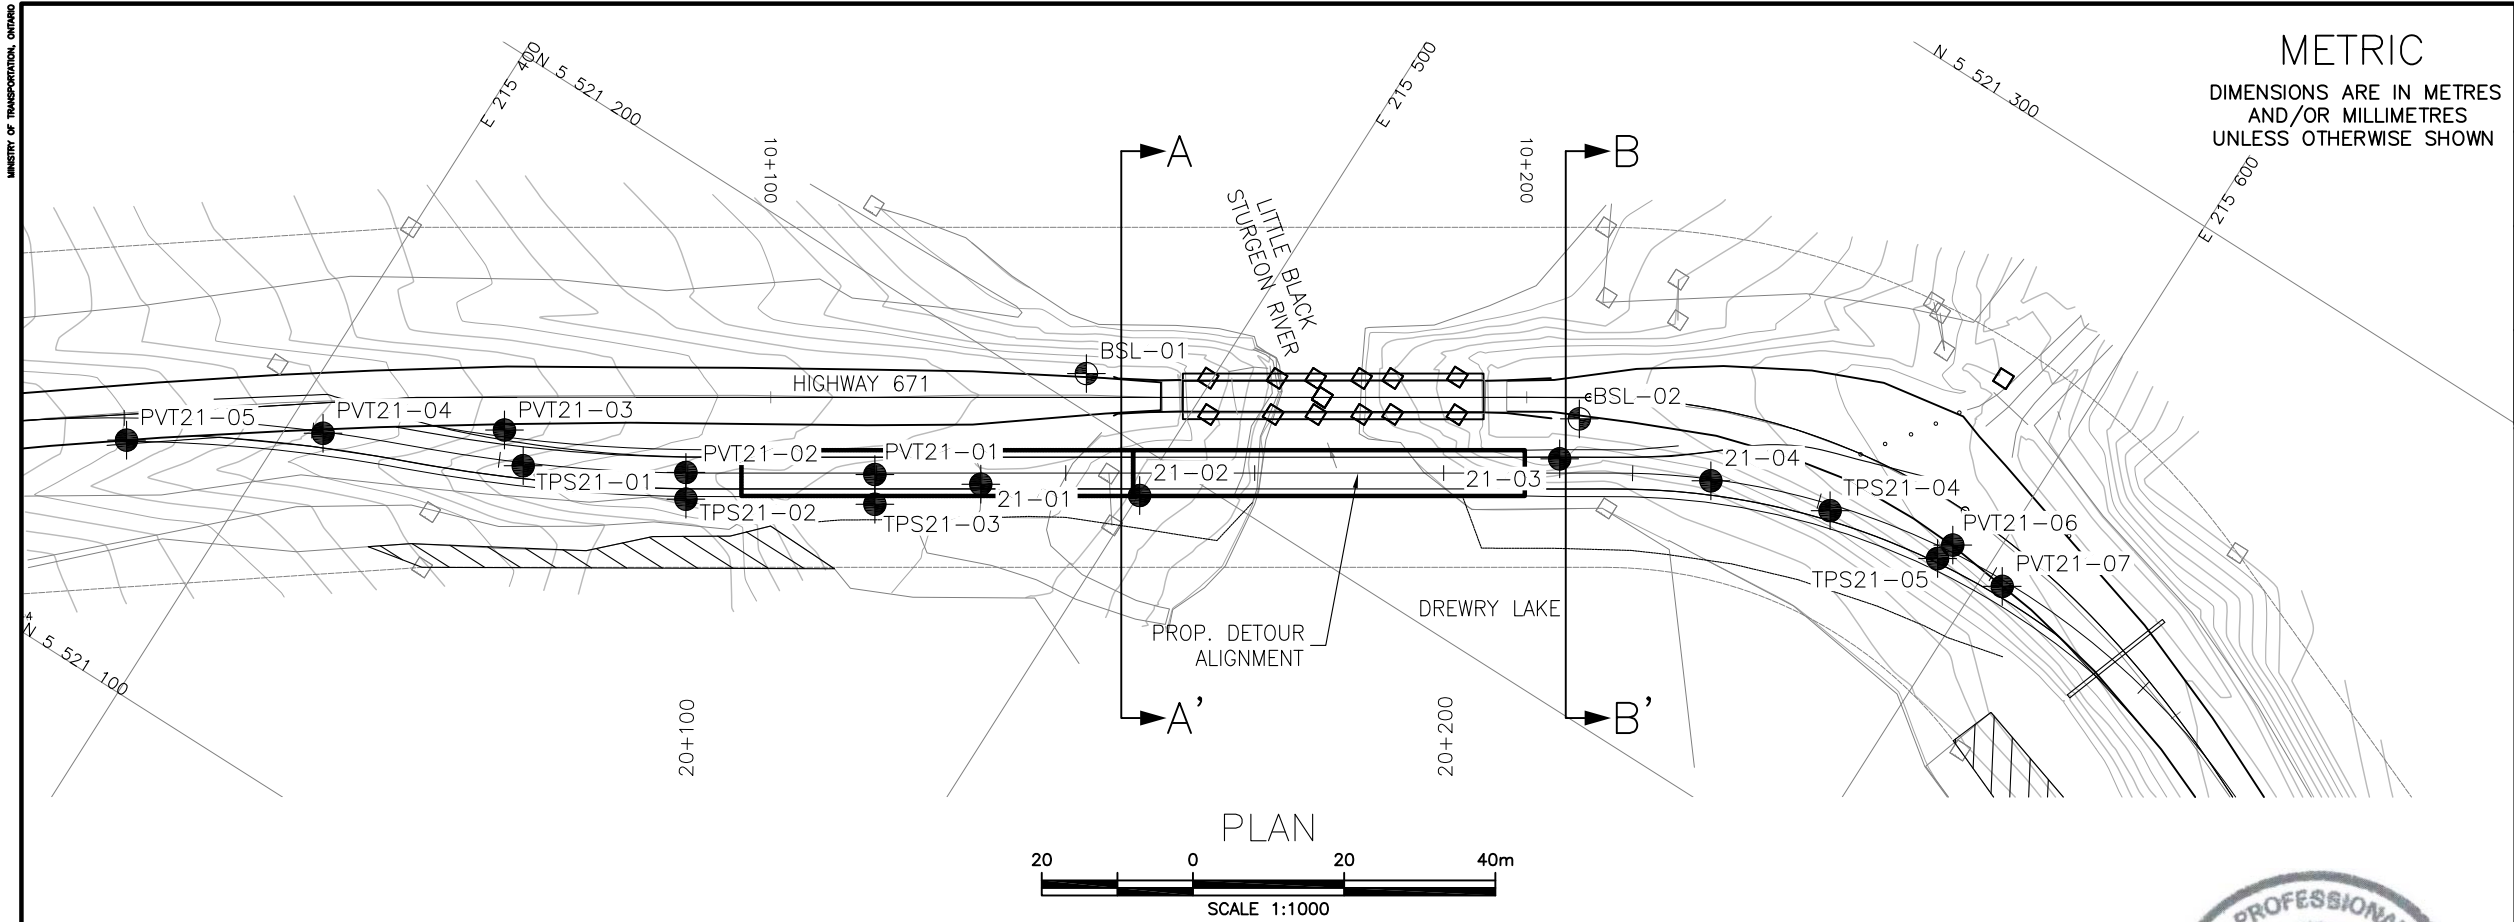 MINISTRY OF TRANSPORTATION, ONTARIO
METRIC
DIMENSIONS ARE IN METRES
AND/OR MILLIMETRES
UNLESS OTHERWISE SHOWN
E 215 400
N 5 521 200
E 215 500
N 5 521 300
E 215 600
10+100
10+200
A
B
LITTLE BLACK
STURGEON RIVER
BSL-01
HIGHWAY 671
BSL-02
PVT21-05
PVT21-04
PVT21-03
PVT21-02
PVT21-01
21-02
21-03
21-04
TPS21-01
21-01
TPS21-04
TPS21-02
TPS21-03
PVT21-06
PVT21-07
TPS21-05
DREWRY LAKE
PROP. DETOUR
ALIGNMENT
4
N 5 521 100
20+100
20+200
A'
B'
PLAN
20 0 20 40m
SCALE 1:1000
PROFESSIONAL